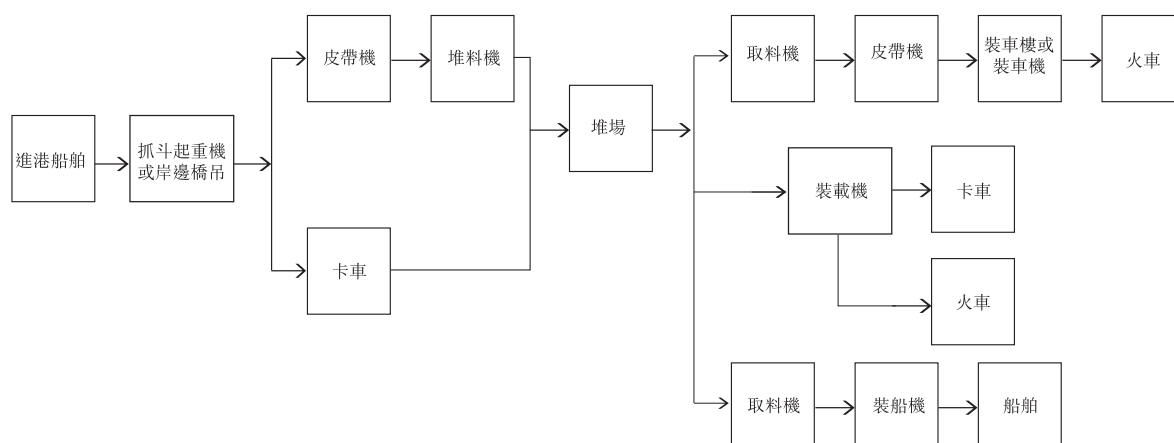 進港船舶
抓斗起重機
或岸邊橋吊
皮帶機
堆料機
卡車
堆場
取料機
皮帶機
裝車樓或
裝車機
火車
裝載機
卡車
火車
取料機
裝船機
船舶